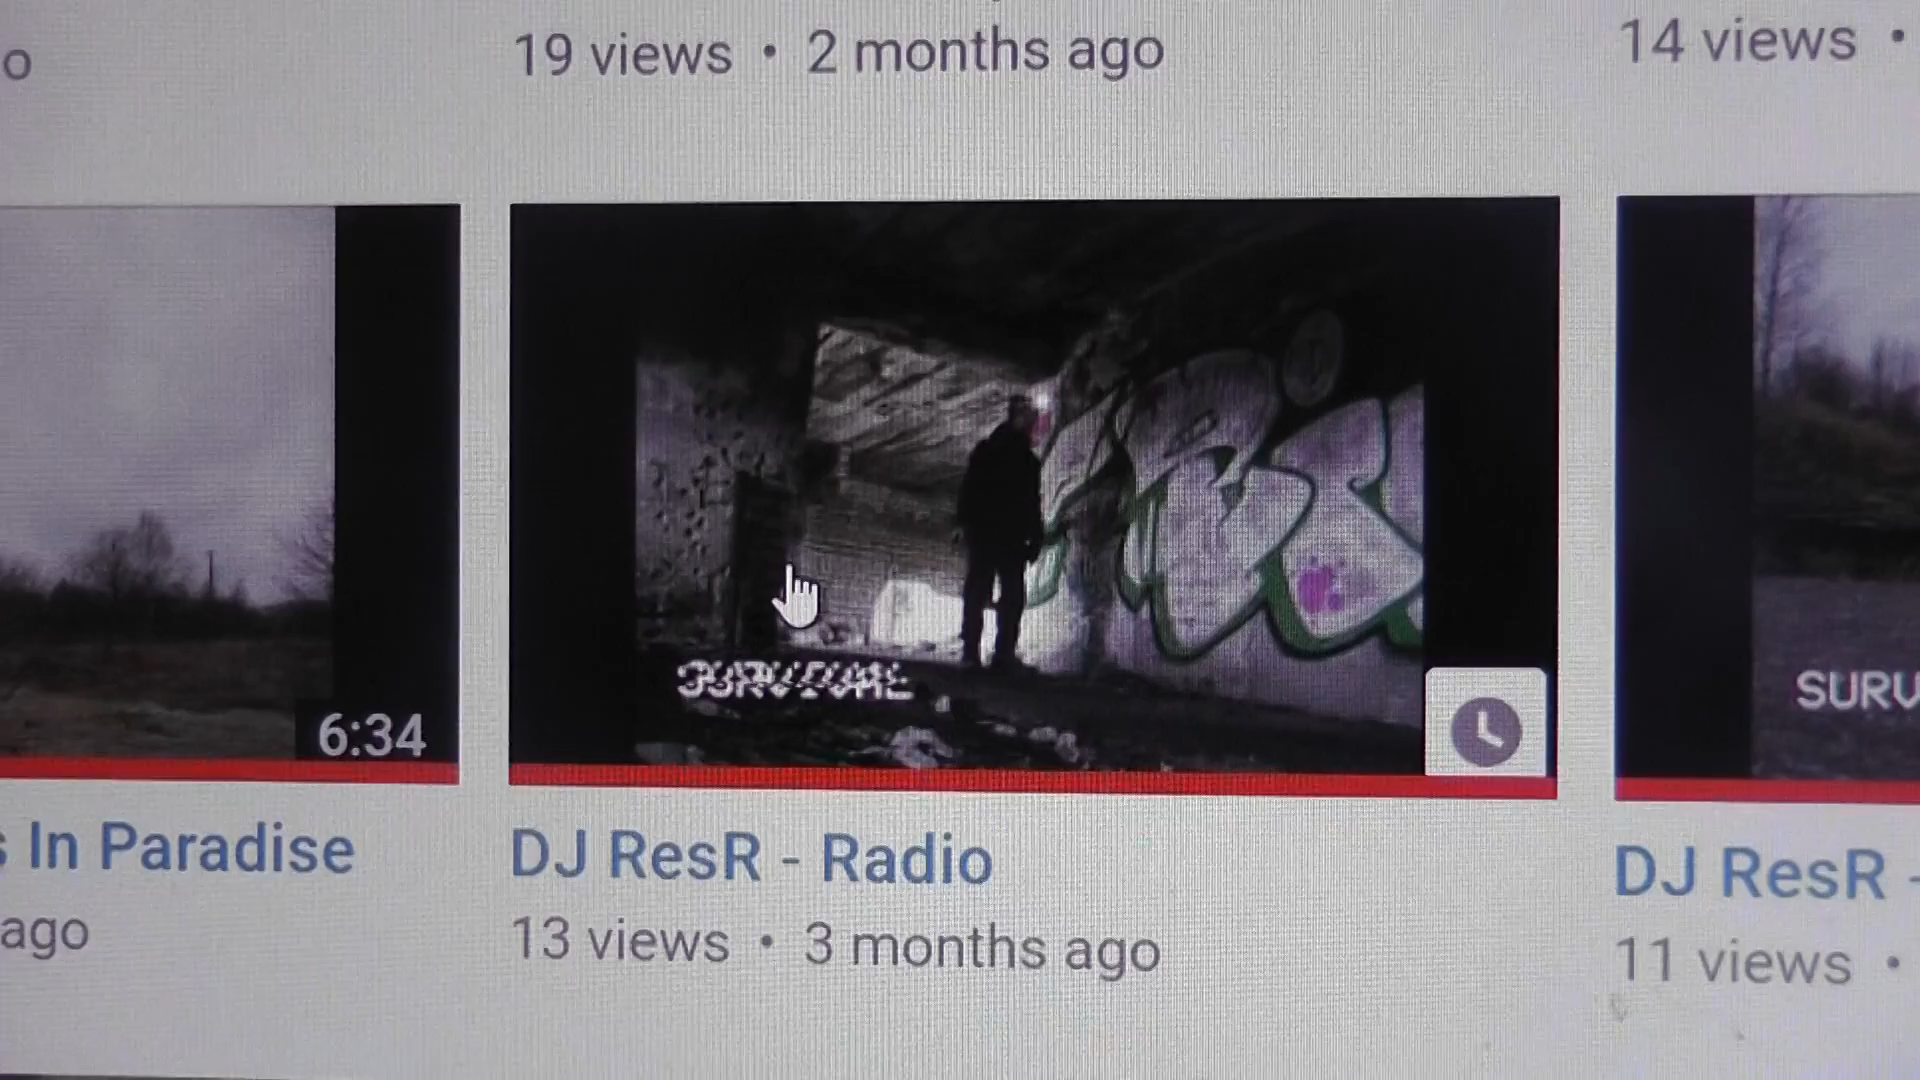 o
19 views • 2 months ago
14 views •
6:34
SURV
s In Paradise
DJ ResR - Radio
DJ ResR -
ago
13 views • 3 months ago
11 views •